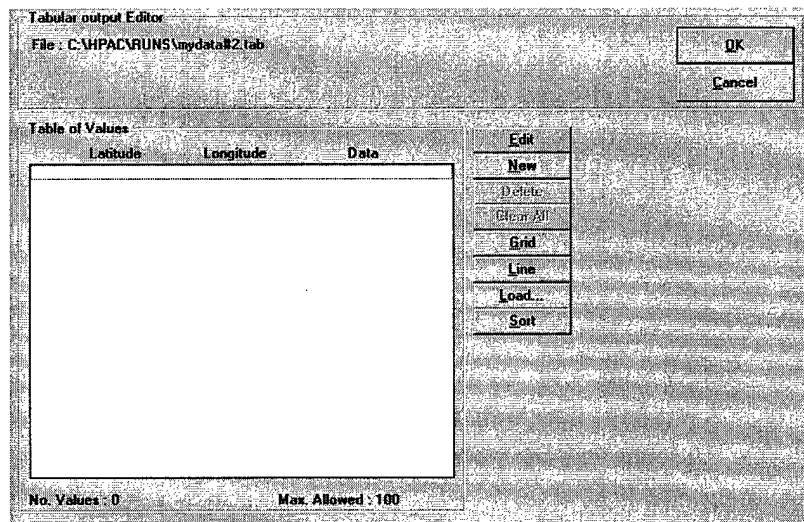 Tabular output Editor
File : C:\HPAC\RUNS\mydata#2.tab
OK
Cancel
Table of Values
Latitude Longitude Data
Edit
New
Delete
Clear All
Grid
Line
Load...
Sort
No. Values : 0 Max. Allowed : 100